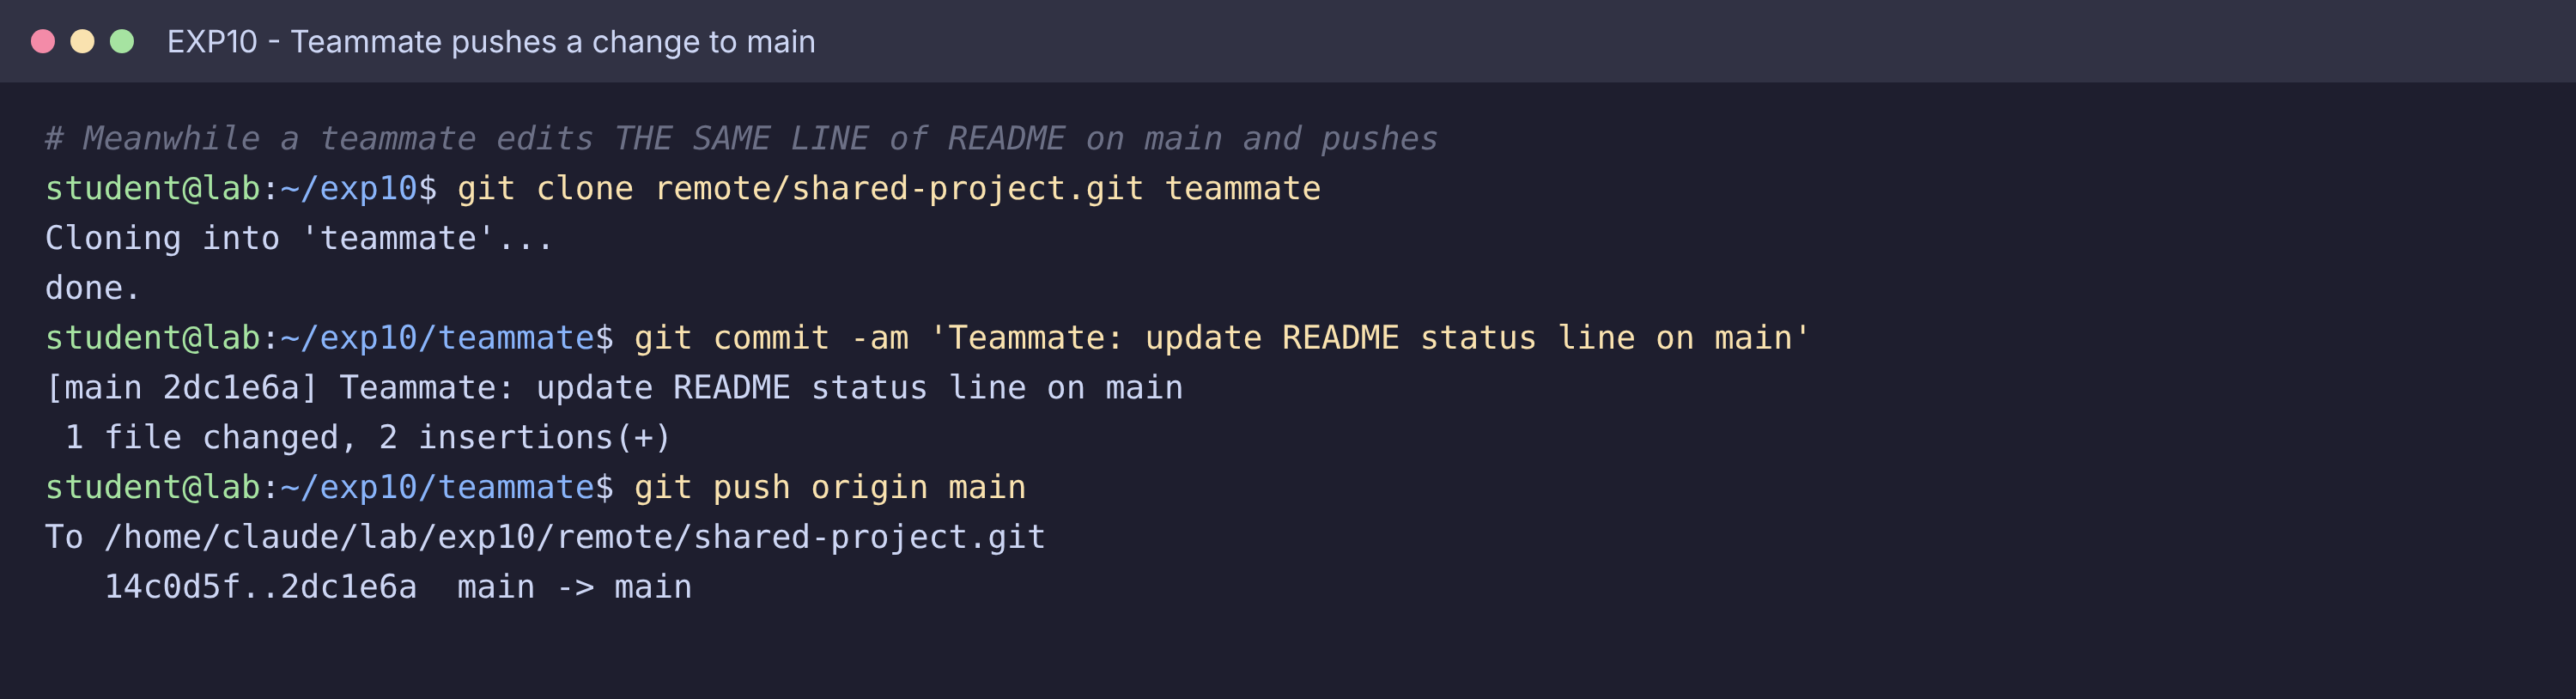 EXP10 - Teammate pushes a change to main
# Meanwhile a teammate edits THE SAME LINE of README on main and pushes
student@lab:~/exp10$ git clone remote/shared-project.git teammate
Cloning into 'teammate'...
done.
student@lab:~/exp10/teammate$ git commit -am 'Teammate: update README status line on main'
[main 2dc1e6a] Teammate: update README status line on main
 1 file changed, 2 insertions(+)
student@lab:~/exp10/teammate$ git push origin main
To /home/claude/lab/exp10/remote/shared-project.git
   14c0d5f..2dc1e6a  main -> main